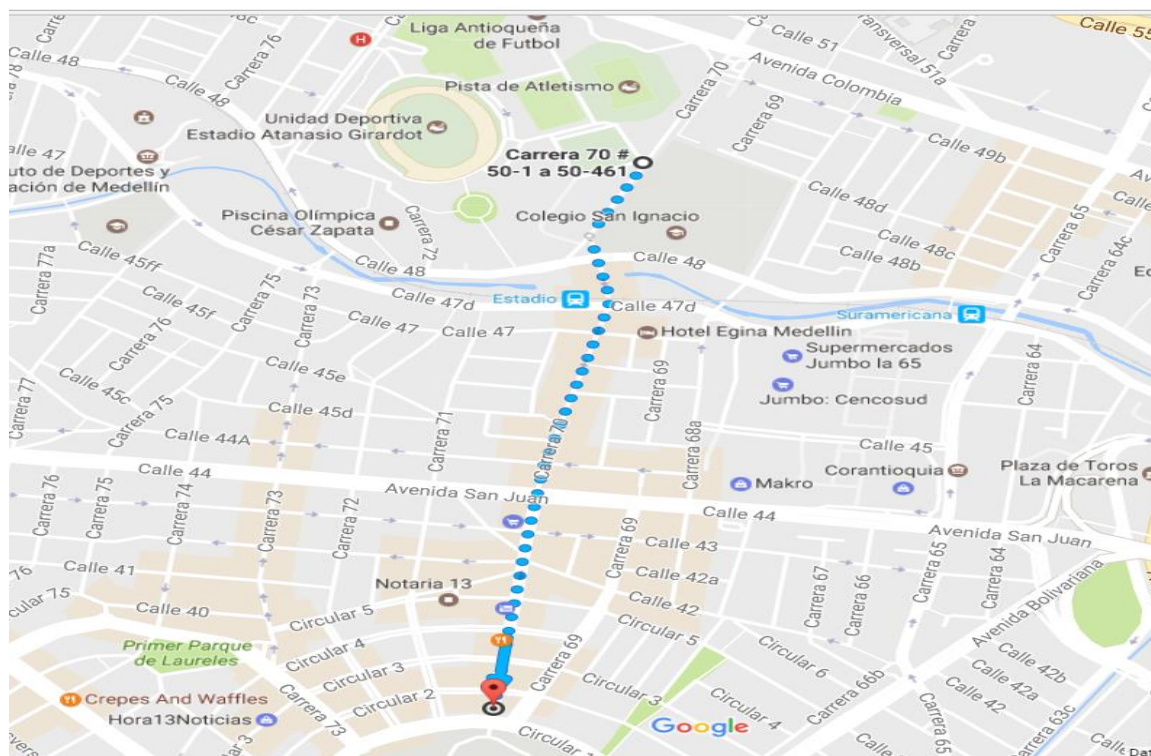 Liga Antioqueña
de Futbol
Calle 51
Transversal 51a
Carrera
Calle 55
Calle 48
Carrera 76
Carrera 70
Avenida Colombia
78
Calle 48
Pista de Atletismo
Carrera 69
Unidad Deportiva
Estadio Atanasio Girardot
Calle 49b
Calle 47
Carrera 70 #
50-1 a 50-461
uto de Deportes y
ación de Medellín
Piscina Olímpica
César Zapata
Colegio San Ignacio
Calle 48d
Carrera 65
Carrera 72
Calle 48c
Carrera 64c
Calle 45ff
Calle 48
Calle 48
Calle 48b
Carrera 77a
Carrera 75
Carrera 73
Calle 47d
Estadio
Calle 47d
Suramericana
Carrera 76
Calle 45f
Calle 47
Calle 47
Hotel Egina Medellin
Supermercados
Jumbo la 65
Carrera 64
Carrera 77
Calle 45e
Carrera 69
Jumbo: Cencosud
Calle 45c
Carrera 75
Calle 45d
Carrera 71
Carrera 70
Carrera 68a
Calle 44A
Calle 45
Calle 44
Corantioquia
Plaza de Toros
La Macarena
Carrera 76
Carrera 75
Carrera 74
Carrera 73
Carrera 72
Avenida San Juan
Makro
Calle 44
Avenida San Juan
Carrera 69
Calle 43
76
Calle 41
Notaria 13
Calle 42a
Carrera 67
Carrera 66
Carrera 65
Carrera 64
Avenida Bolivariana
Circular 75
Calle 40
Circular 5
Calle 42
Primer Parque
de Laureles
Circular 4
Carrera 69
Circular 5
Circular 6
Calle 42b
Circular 3
Circular 3
Carrera 66b
Calle 42a
Crepes And Waffles
Circular 2
Circular 4
Calle 42
Hora13Noticias
Carrera 73
Google
Carrera 65
Carrera 63c
Circular 1